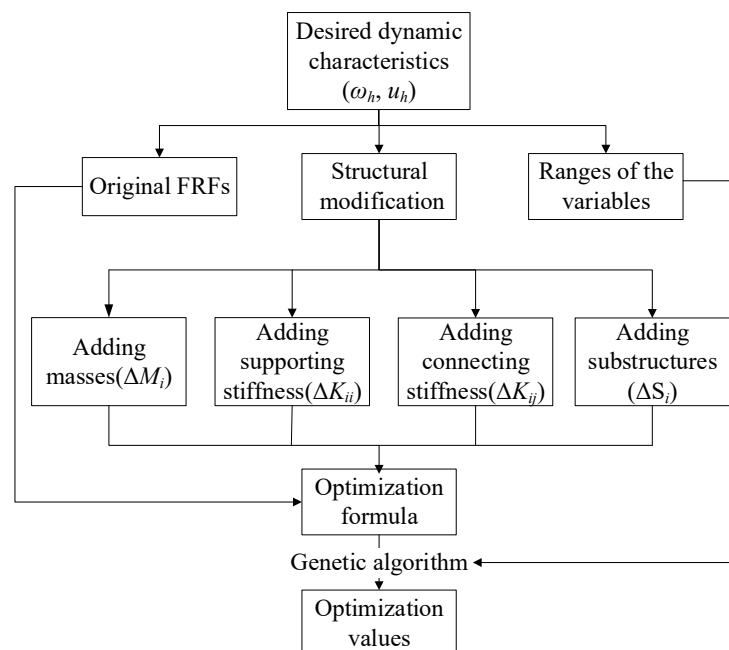 Desired dynamic
characteristics
(ωₕ, uₕ)
Original FRFs
Structural
modification
Ranges of the
variables
Adding
masses(ΔMᵢ)
Adding
supporting
stiffness(ΔKᵢᵢ)
Adding
connecting
stiffness(ΔKᵢⱼ)
Adding
substructures
(ΔSᵢ)
Optimization
formula
Genetic algorithm
Optimization
values